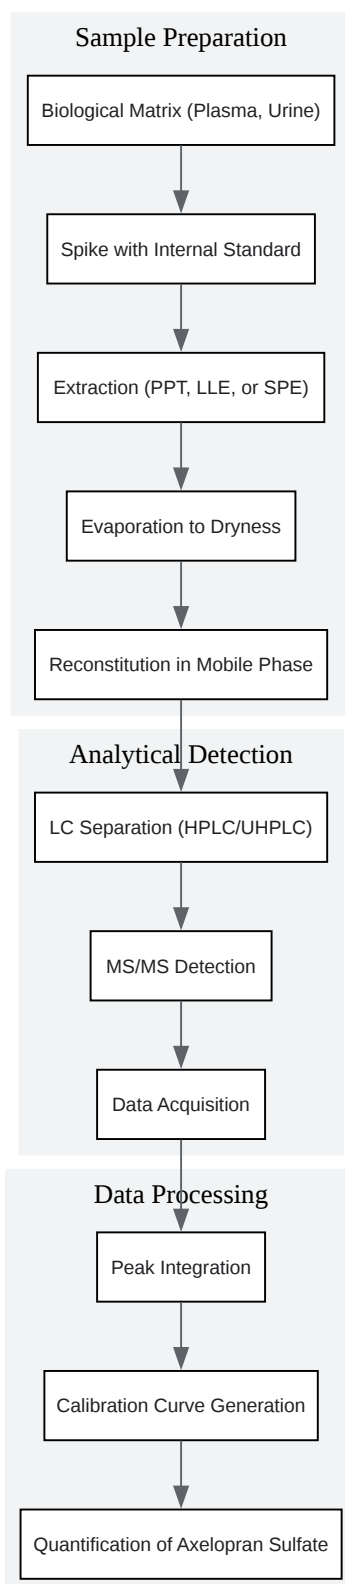 Sample Preparation
Biological Matrix (Plasma, Urine)
Spike with Internal Standard
Extraction (PPT, LLE, or SPE)
Evaporation to Dryness
Reconstitution in Mobile Phase
Analytical Detection
LC Separation (HPLC/UHPLC)
MS/MS Detection
Data Acquisition
Data Processing
Peak Integration
Calibration Curve Generation
Quantification of Axelopran Sulfate